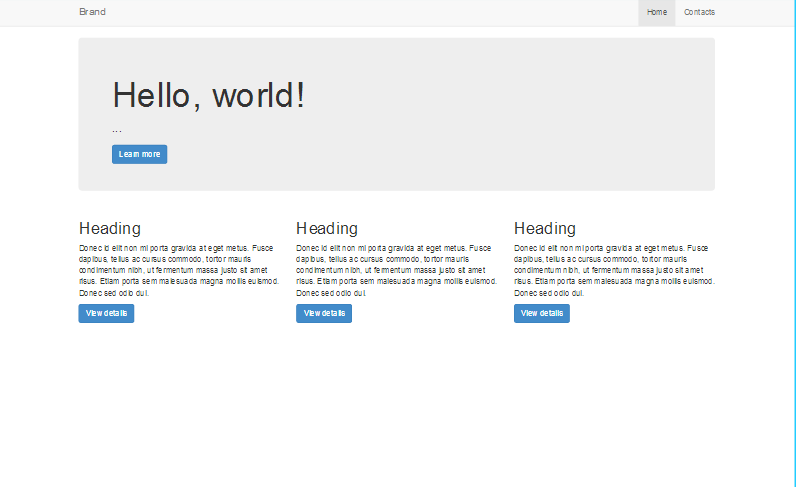 Brand
Home
Contacts
Hello, world!
...
Learn more
Heading
Donec id elit non mi porta gravida at eget metus. Fusce
dapibus, tellus ac cursus commodo, tortor mauris
condimentum nibh, ut fermentum massa justo sit amet
risus. Etiam porta sem malesuada magna mollis euismod.
Donec sed odio dui.
View details
Heading
Donec id elit non mi porta gravida at eget metus. Fusce
dapibus, tellus ac cursus commodo, tortor mauris
condimentum nibh, ut fermentum massa justo sit amet
risus. Etiam porta sem malesuada magna mollis euismod.
Donec sed odio dui.
View details
Heading
Donec id elit non mi porta gravida at eget metus. Fusce
dapibus, tellus ac cursus commodo, tortor mauris
condimentum nibh, ut fermentum massa justo sit amet
risus. Etiam porta sem malesuada magna mollis euismod.
Donec sed odio dui.
View details